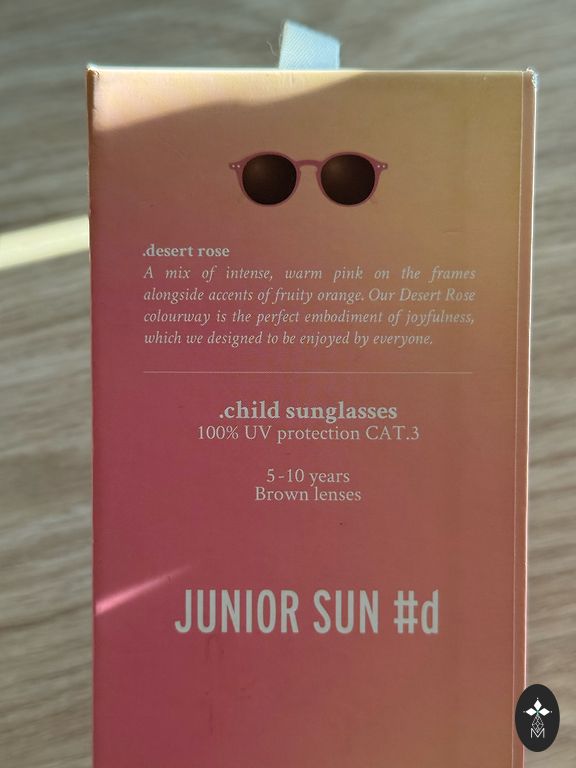 .desert rose
A mix of intense, warm pink on the frames
alongside accents of fruity orange. Our Desert Rose
colourway is the perfect embodiment of joyfulness,
which we designed to be enjoyed by everyone.
.child sunglasses
100% UV protection CAT.3
5-10 years
Brown lenses
JUNIOR SUN #d
M